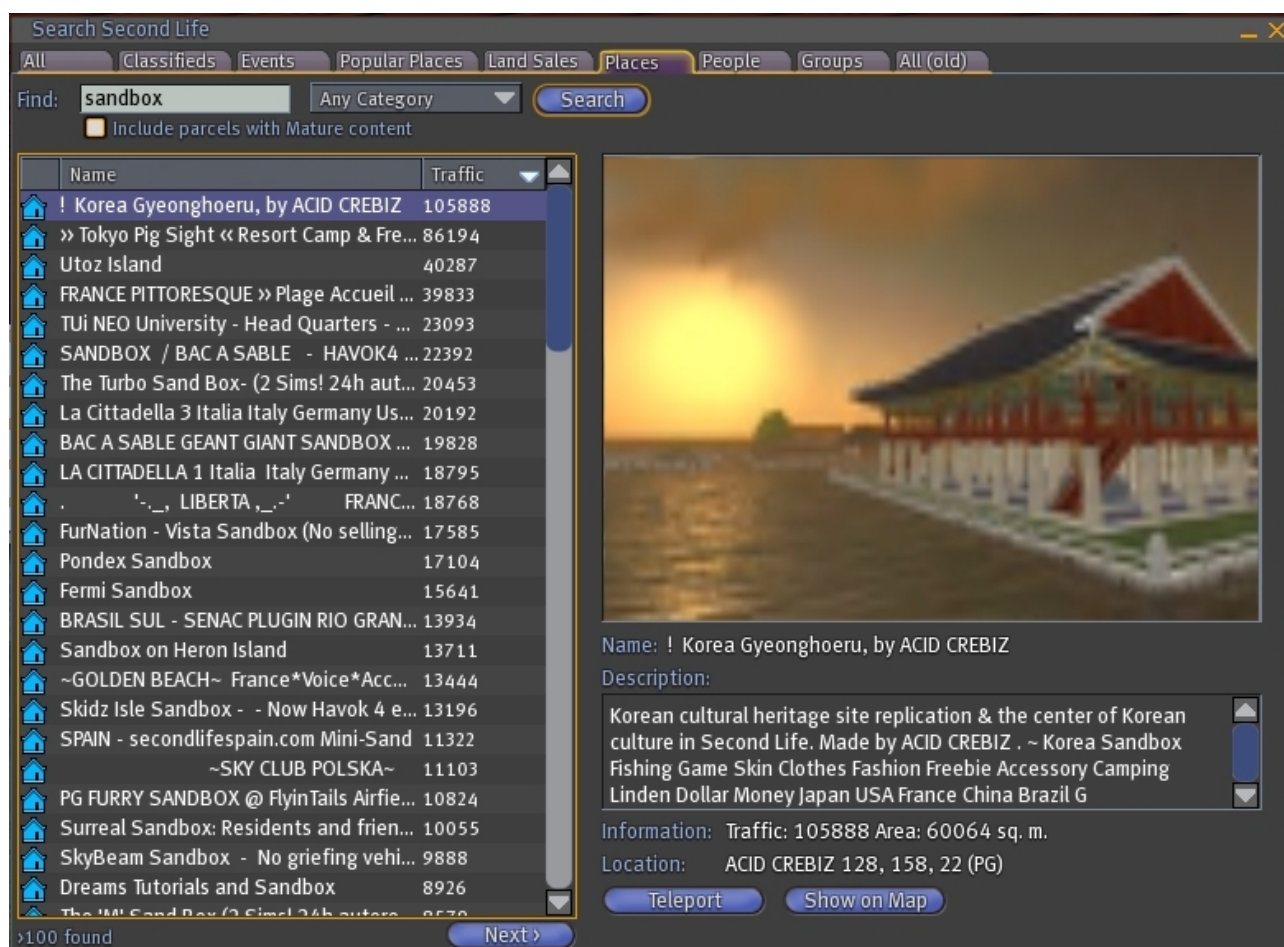 Search Second Life
All Classifieds Events Popular Places Land Sales Places People Groups All (old)
Find: sandbox Any Category Search
Include parcels with Mature content
Name Traffic
! Korea Gyeonghoeru, by ACID CREBIZ 105888
» Tokyo Pig Sight « Resort Camp & Fre... 86194
Utoz Island 40287
FRANCE PITTORESQUE » Plage Accueil ... 39833
TUi NEO University - Head Quarters - ... 23093
SANDBOX / BAC A SABLE - HAVOK4 ... 22392
The Turbo Sand Box- (2 Sims! 24h aut... 20453
La Cittadella 3 Italia Italy Germany Us... 20192
BAC A SABLE GEANT GIANT SANDBOX ... 19828
LA CITTADELLA 1 Italia Italy Germany ... 18795
. '-._, LIBERTA ,_.-' FRANC... 18768
FurNation - Vista Sandbox (No selling... 17585
Pondex Sandbox 17104
Fermi Sandbox 15641
BRASIL SUL - SENAC PLUGIN RIO GRAN... 13934
Sandbox on Heron Island 13711
~GOLDEN BEACH~ France*Voice*Acc... 13444
Skidz Isle Sandbox - - Now Havok 4 e... 13196
SPAIN - secondlifespain.com Mini-Sand 11322
~SKY CLUB POLSKA~ 11103
PG FURRY SANDBOX @ FlyinTails Airfie... 10824
Surreal Sandbox: Residents and frien... 10055
SkyBeam Sandbox - No griefing vehi... 9888
Dreams Tutorials and Sandbox 8926
The 'M' Sand Box (2 Sims! 24h autore...
>100 found Next >
Name: ! Korea Gyeonghoeru, by ACID CREBIZ
Description:
Korean cultural heritage site replication & the center of Korean
culture in Second Life. Made by ACID CREBIZ . ~ Korea Sandbox
Fishing Game Skin Clothes Fashion Freebie Accessory Camping
Linden Dollar Money Japan USA France China Brazil G
Information: Traffic: 105888 Area: 60064 sq. m.
Location: ACID CREBIZ 128, 158, 22 (PG)
Teleport Show on Map